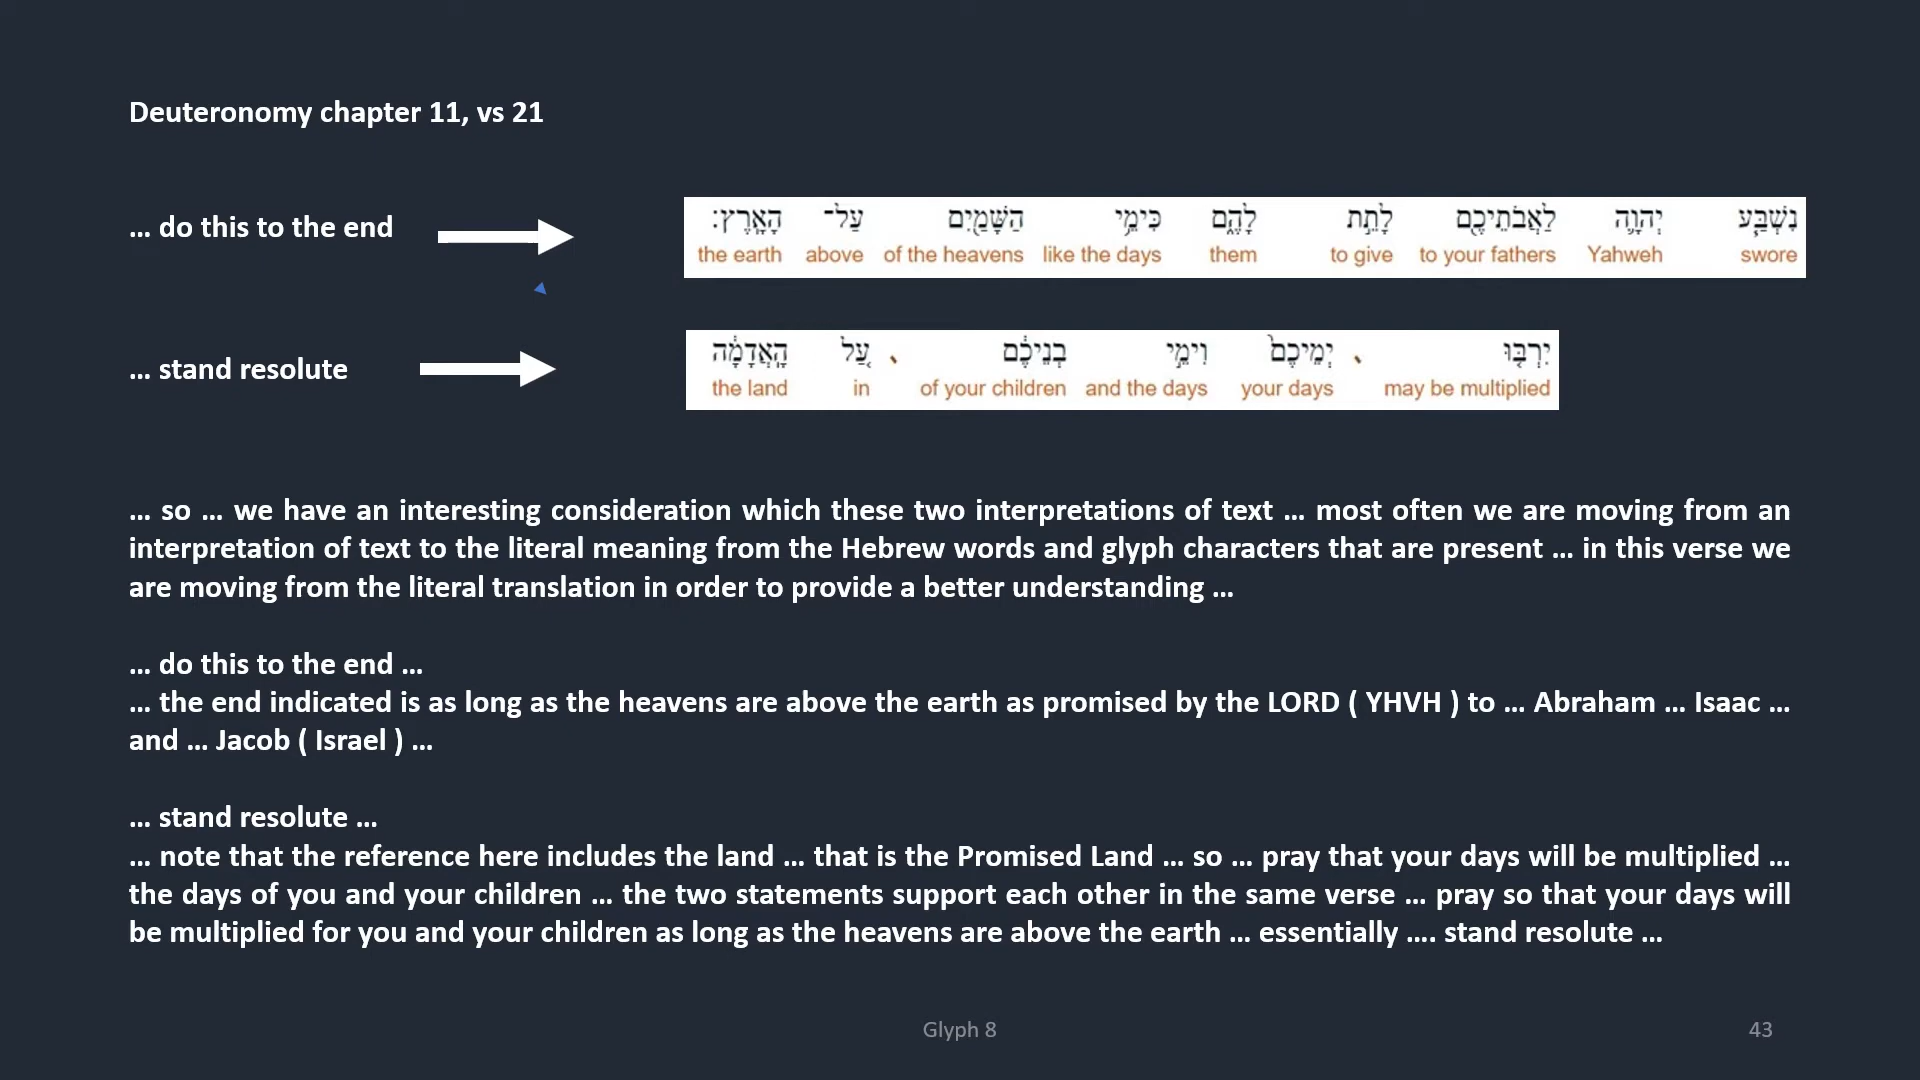 Deuteronomy chapter 11, vs 21
… do this to the end
נִשְׁבַּ֧ע יְהוָ֛ה לַאֲבֹתֵיכֶ֖ם לָתֵ֣ת לָהֶ֑ם כִּימֵ֥י הַשָּׁמַ֖יִם עַל־ הָאָֽרֶץ׃
the earth above of the heavens like the days them to give to your fathers Yahweh swore
… stand resolute
יִרְבּ֤וּ יְמֵיכֶם֙ וִימֵ֣י בְנֵיכֶ֔ם עַ֚ל הָֽאֲדָמָ֔ה
the land in of your children and the days your days may be multiplied
… so … we have an interesting consideration which these two interpretations of text … most often we are moving from an
interpretation of text to the literal meaning from the Hebrew words and glyph characters that are present … in this verse we
are moving from the literal translation in order to provide a better understanding …
… do this to the end …
… the end indicated is as long as the heavens are above the earth as promised by the LORD ( YHVH ) to … Abraham … Isaac …
and … Jacob ( Israel ) …
… stand resolute …
… note that the reference here includes the land … that is the Promised Land … so … pray that your days will be multiplied …
the days of you and your children … the two statements support each other in the same verse … pray so that your days will
be multiplied for you and your children as long as the heavens are above the earth … essentially …. stand resolute …
Glyph 8
43